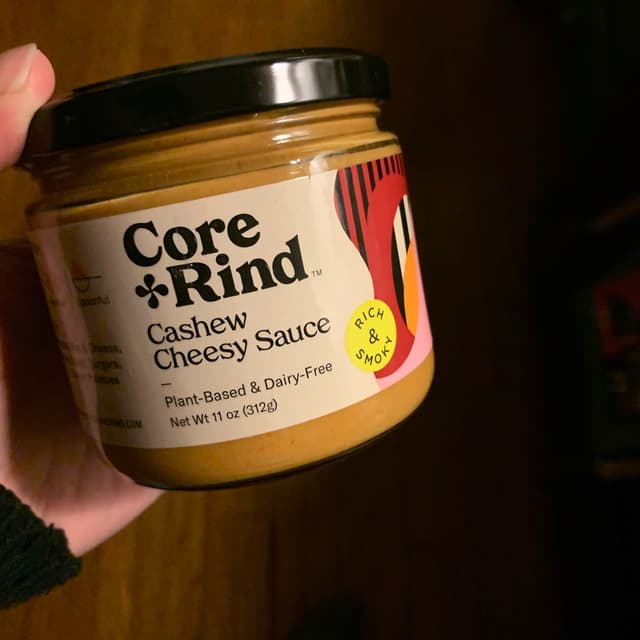 Core
Rind™
Cashew
Cheesy Sauce
Plant-Based & Dairy-Free
Net Wt 11 oz (312g)
RICH
&
SMOKY